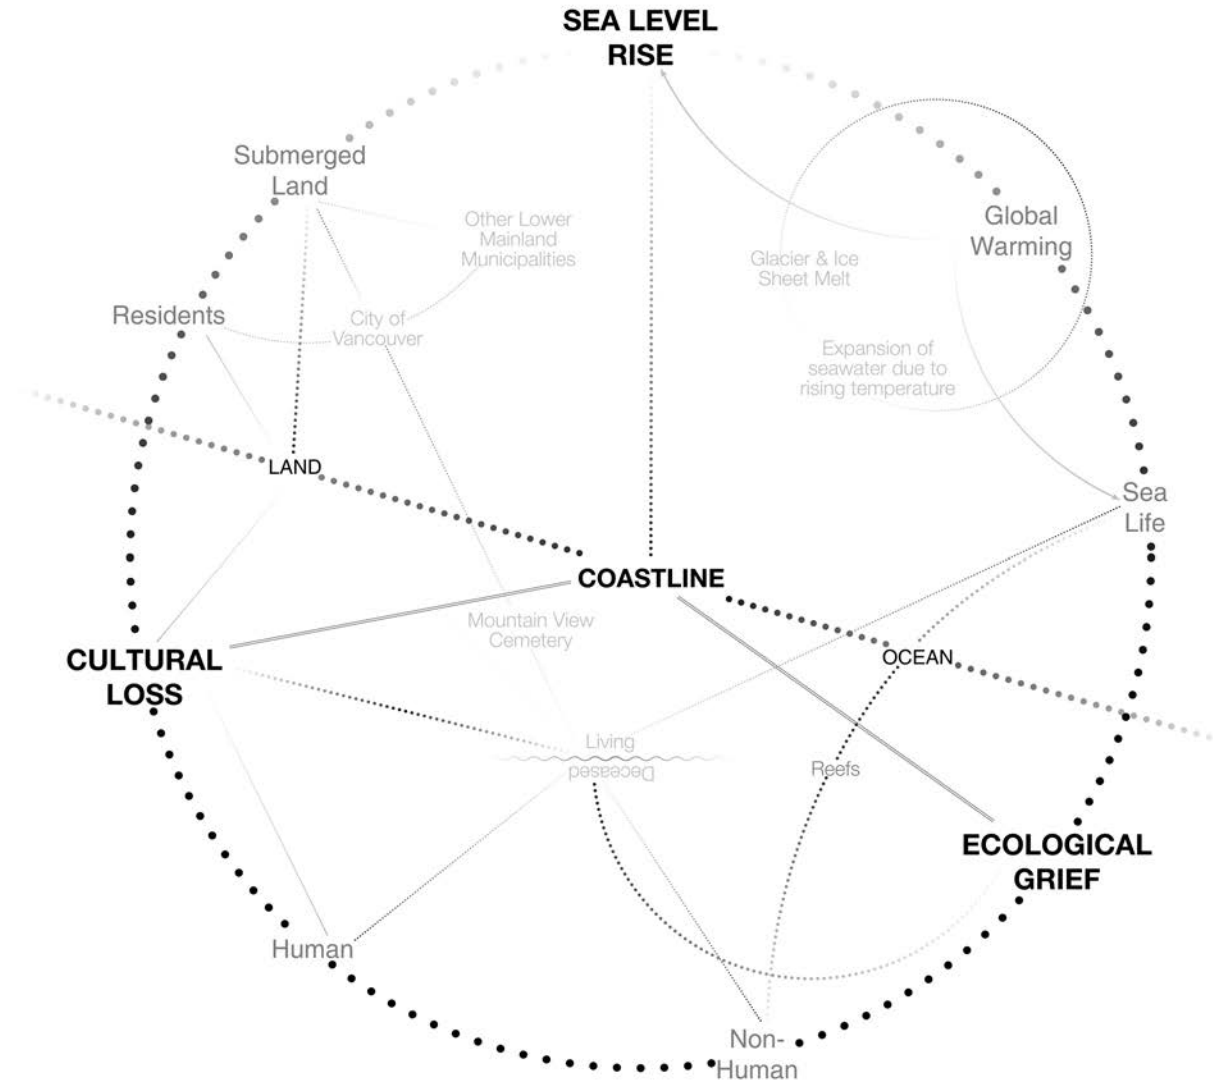 SEA LEVEL
RISE
Submerged
Land
Other Lower
Mainland
Municipalities
Global
Warming
Glacier & Ice
Sheet Melt
Residents
City of
Vancouver
Expansion of
seawater due to
rising temperature
LAND
Sea
Life
COASTLINE
Mountain View
Cemetery
OCEAN
CULTURAL
LOSS
Living
Deceased
Reefs
ECOLOGICAL
GRIEF
Human
Non-
Human